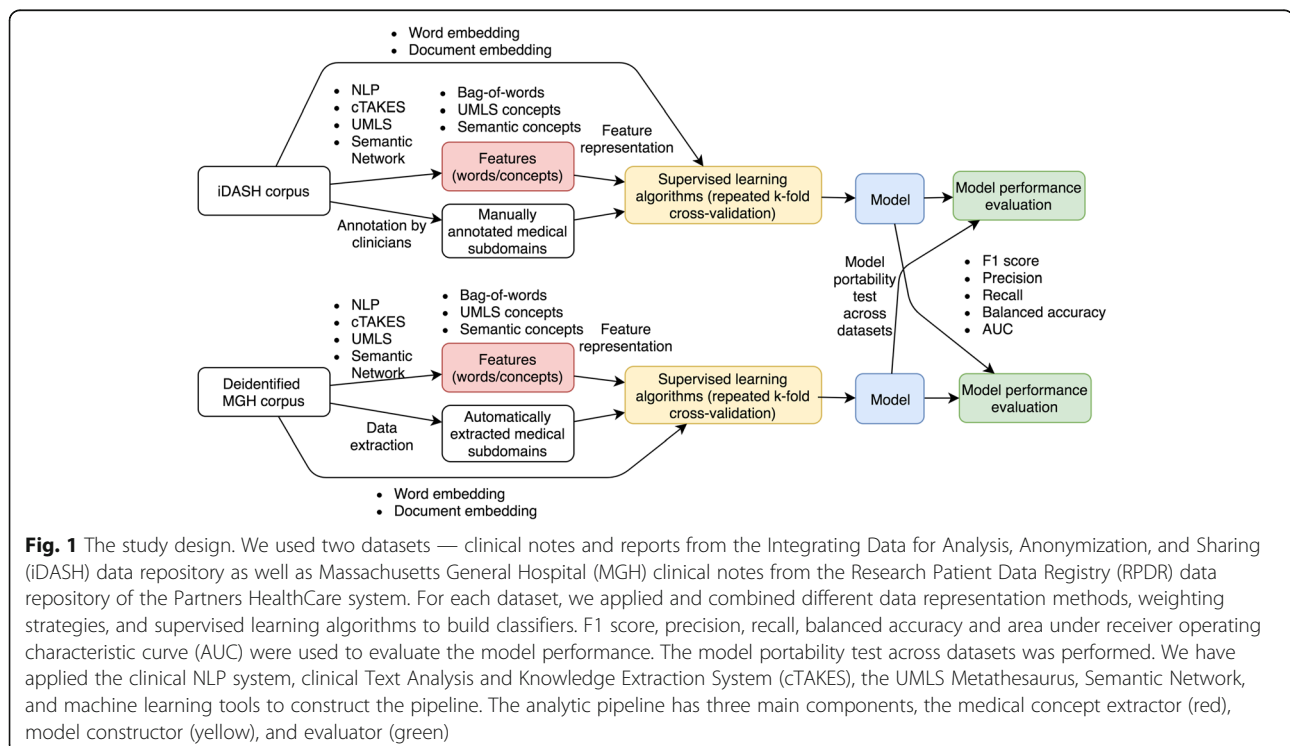 • Word embedding
• Document embedding
• NLP
• cTAKES
• UMLS
• Semantic
Network
• Bag-of-words
• UMLS concepts
• Semantic concepts
Feature
representation
iDASH corpus
Features
(words/concepts)
Annotation by
clinicians
Manually
annotated medical
subdomains
Supervised learning
algorithms (repeated k-fold
cross-validation)
Model
Model performance
evaluation
Model
portability
test
across
datasets
• F1 score
• Precision
• Recall
• Balanced accuracy
• AUC
• NLP
• cTAKES
• UMLS
• Semantic
Network
• Bag-of-words
• UMLS concepts
• Semantic concepts
Feature
representation
Deidentified
MGH corpus
Features
(words/concepts)
Data
extraction
Automatically
extracted medical
subdomains
Supervised learning
algorithms (repeated k-fold
cross-validation)
Model
Model performance
evaluation
• Word embedding
• Document embedding
Fig. 1 The study design. We used two datasets — clinical notes and reports from the Integrating Data for Analysis, Anonymization, and Sharing
(iDASH) data repository as well as Massachusetts General Hospital (MGH) clinical notes from the Research Patient Data Registry (RPDR) data
repository of the Partners HealthCare system. For each dataset, we applied and combined different data representation methods, weighting
strategies, and supervised learning algorithms to build classifiers. F1 score, precision, recall, balanced accuracy and area under receiver operating
characteristic curve (AUC) were used to evaluate the model performance. The model portability test across datasets was performed. We have
applied the clinical NLP system, clinical Text Analysis and Knowledge Extraction System (cTAKES), the UMLS Metathesaurus, Semantic Network,
and machine learning tools to construct the pipeline. The analytic pipeline has three main components, the medical concept extractor (red),
model constructor (yellow), and evaluator (green)